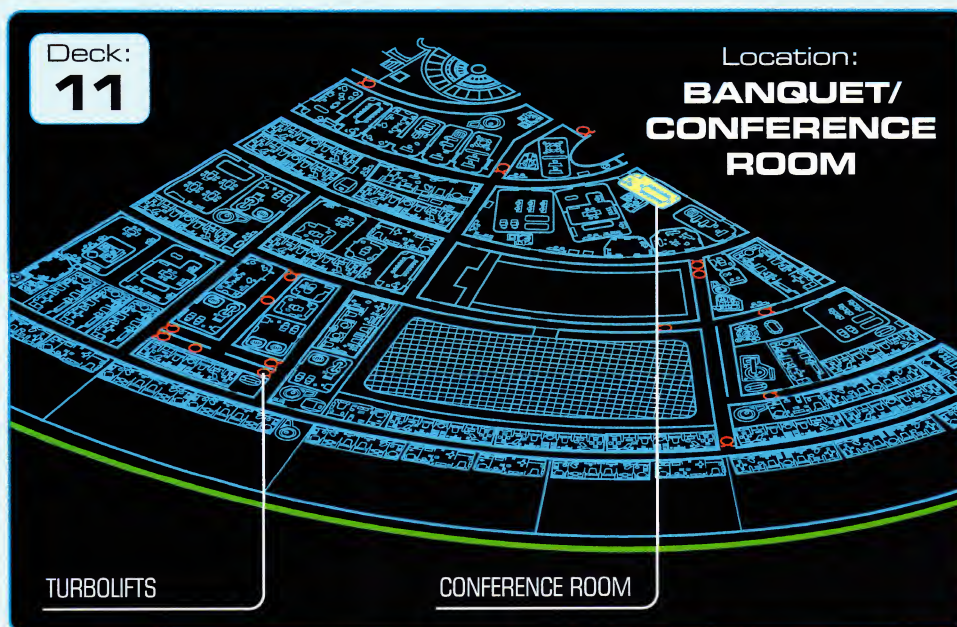 Deck:
11
Location:
BANQUET/
CONFERENCE
ROOM
TURBOLIFTS
CONFERENCE ROOM